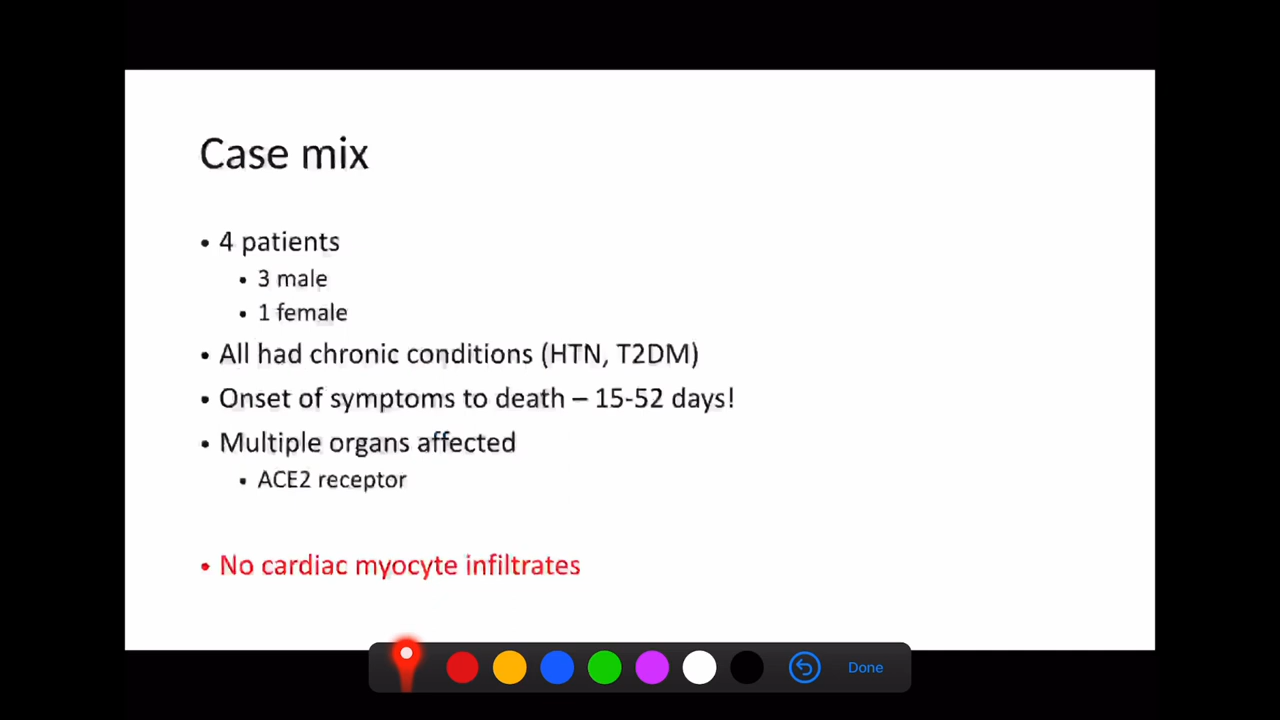 Case mix
• 4 patients
• 3 male
• 1 female
• All had chronic conditions (HTN, T2DM)
• Onset of symptoms to death – 15-52 days!
• Multiple organs affected
• ACE2 receptor
• No cardiac myocyte infiltrates
Done